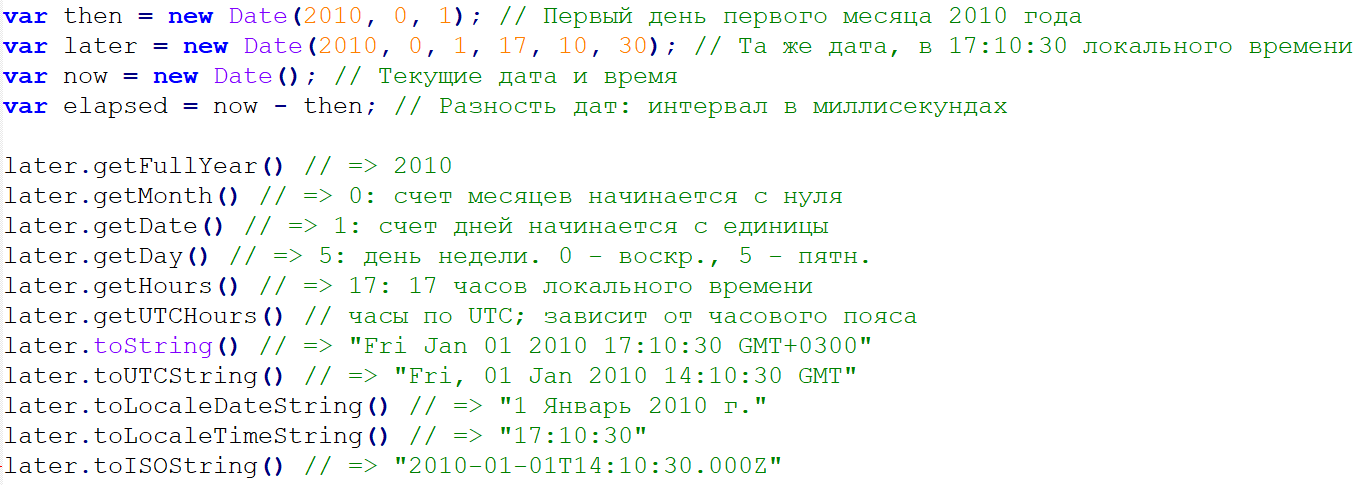 var then = new Date(2010, 0, 1); // Первый день первого месяца 2010 года
var later = new Date(2010, 0, 1, 17, 10, 30); // Та же дата, в 17:10:30 локального времени
var now = new Date(); // Текущие дата и время
var elapsed = now - then; // Разность дат: интервал в миллисекундах
later.getFullYear() // => 2010
later.getMonth() // => 0: счет месяцев начинается с нуля
later.getDate() // => 1: счет дней начинается с единицы
later.getDay() // => 5: день недели. 0 - воскр., 5 - пятн.
later.getHours() // => 17: 17 часов локального времени
later.getUTCHours() // часы по UTC; зависит от часового пояса
later.toString() // => "Fri Jan 01 2010 17:10:30 GMT+0300"
later.toUTCString() // => "Fri, 01 Jan 2010 14:10:30 GMT"
later.toLocaleDateString() // => "1 Январь 2010 г."
later.toLocaleTimeString() // => "17:10:30"
later.toISOString() // => "2010-01-01T14:10:30.000Z"